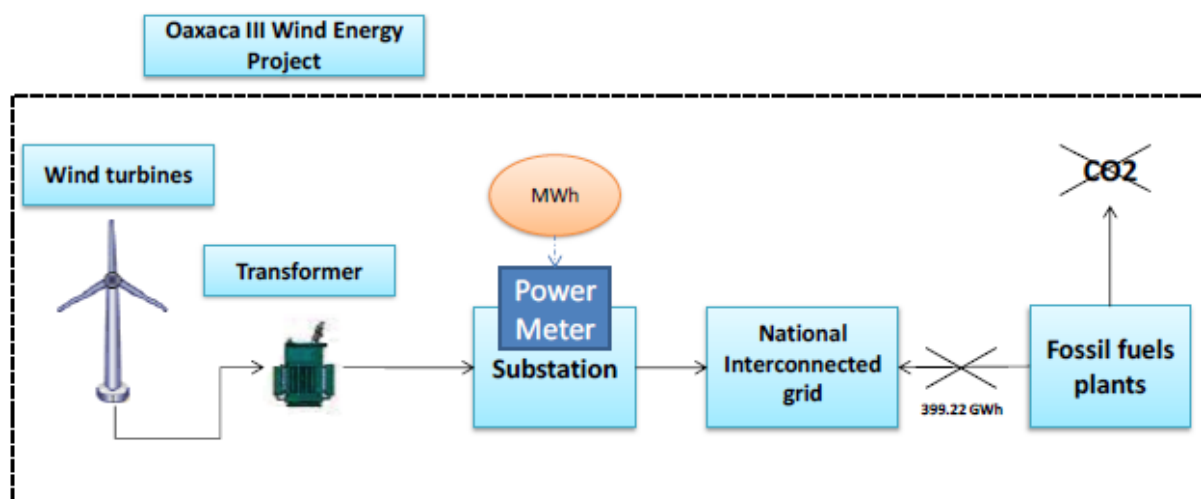 Oaxaca III Wind Energy
Project
Wind turbines
Transformer
MWh
Power
Meter
Substation
National
Interconnected
grid
399.22 GWh
CO2
Fossil fuels
plants